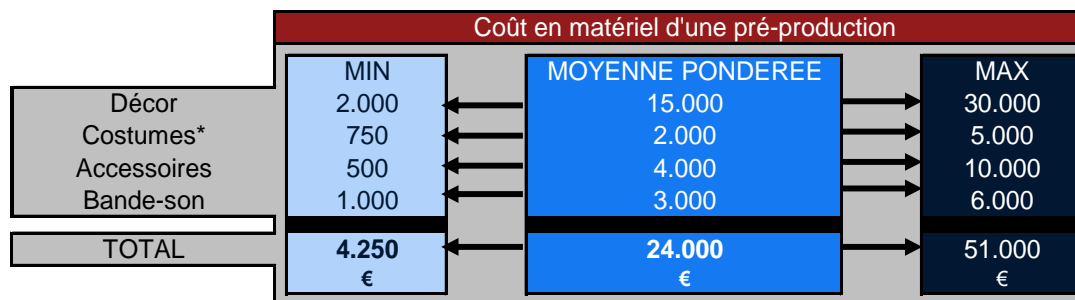 Coût en matériel d'une pré-production
MIN MOYENNE PONDEREE MAX
Décor 2.000 15.000 30.000
Costumes* 750 2.000 5.000
Accessoires 500 4.000 10.000
Bande-son 1.000 3.000 6.000
TOTAL 4.250 24.000 51.000
€ € €